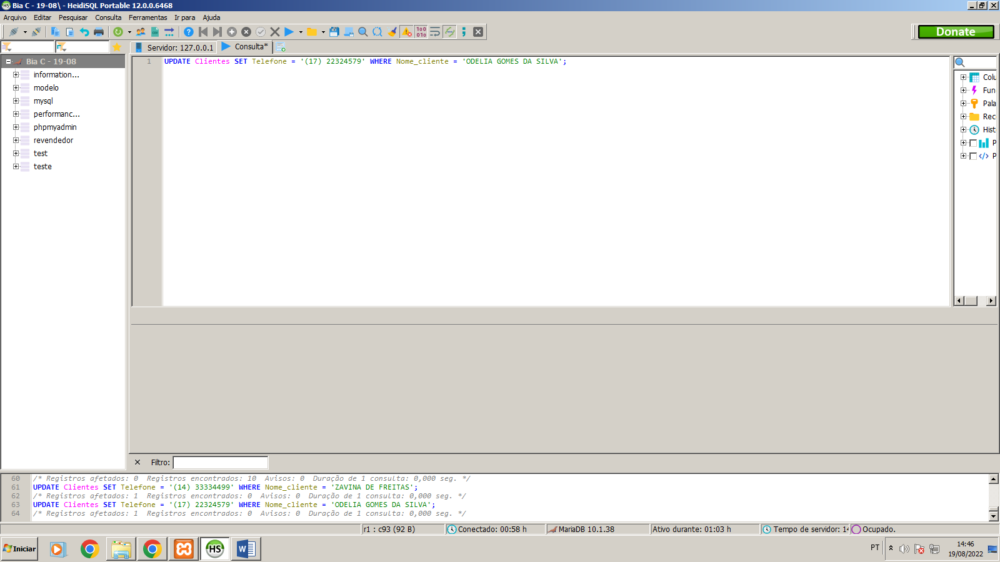 Bia C - 19-08\ - HeidiSQL Portable 12.0.0.6468
Arquivo Editar Pesquisar Consulta Ferramentas Ir para Ajuda
Donate
Servidor: 127.0.0.1 Consulta*
Bia C - 19-08
information...
modelo
mysql
performanc...
phpmyadmin
revendedor
test
teste
1 UPDATE Clientes SET Telefone = '(17) 22324579' WHERE Nome_cliente = 'ODELIA GOMES DA SILVA';
Colu
Fun
Pala
Rec
Hist
P
P
Filtro:
60 /* Registros afetados: 0 Registros encontrados: 10 Avisos: 0 Duração de 1 consulta: 0,000 seg. */
61 UPDATE Clientes SET Telefone = '(14) 33334499' WHERE Nome_cliente = 'ZAVINA DE FREITAS';
62 /* Registros afetados: 1 Registros encontrados: 0 Avisos: 0 Duração de 1 consulta: 0,000 seg. */
63 UPDATE Clientes SET Telefone = '(17) 22324579' WHERE Nome_cliente = 'ODELIA GOMES DA SILVA';
64 /* Registros afetados: 1 Registros encontrados: 0 Avisos: 0 Duração de 1 consulta: 0,000 seg. */
r1 : c93 (92 B) Conectado: 00:58 h MariaDB 10.1.38 Ativo durante: 01:03 h Tempo de servidor: 14 Ocupado.
Iniciar HS W PT 14:46
19/08/2022